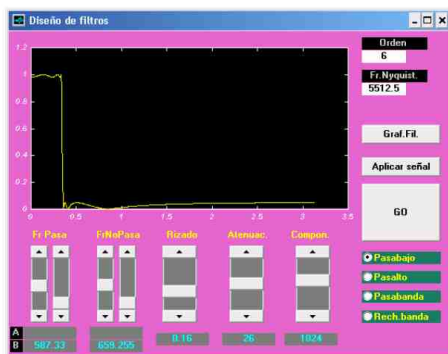 Diseño de filtros
Orden
6
Fr.Nyquist.
5512.5
1.2
1
0.8
0.6
0.4
0.2
0
0 0.5 1 1.5 2 2.5 3 3.5
Graf.Fil.
Aplicar señal
GO
Fr Pasa FrNoPasa Rizado Atenuac. Compon.
Pasabajo
Pasalto
Pasabanda
Rech.banda
A
B 587.33 659.255 0.16 26 1024